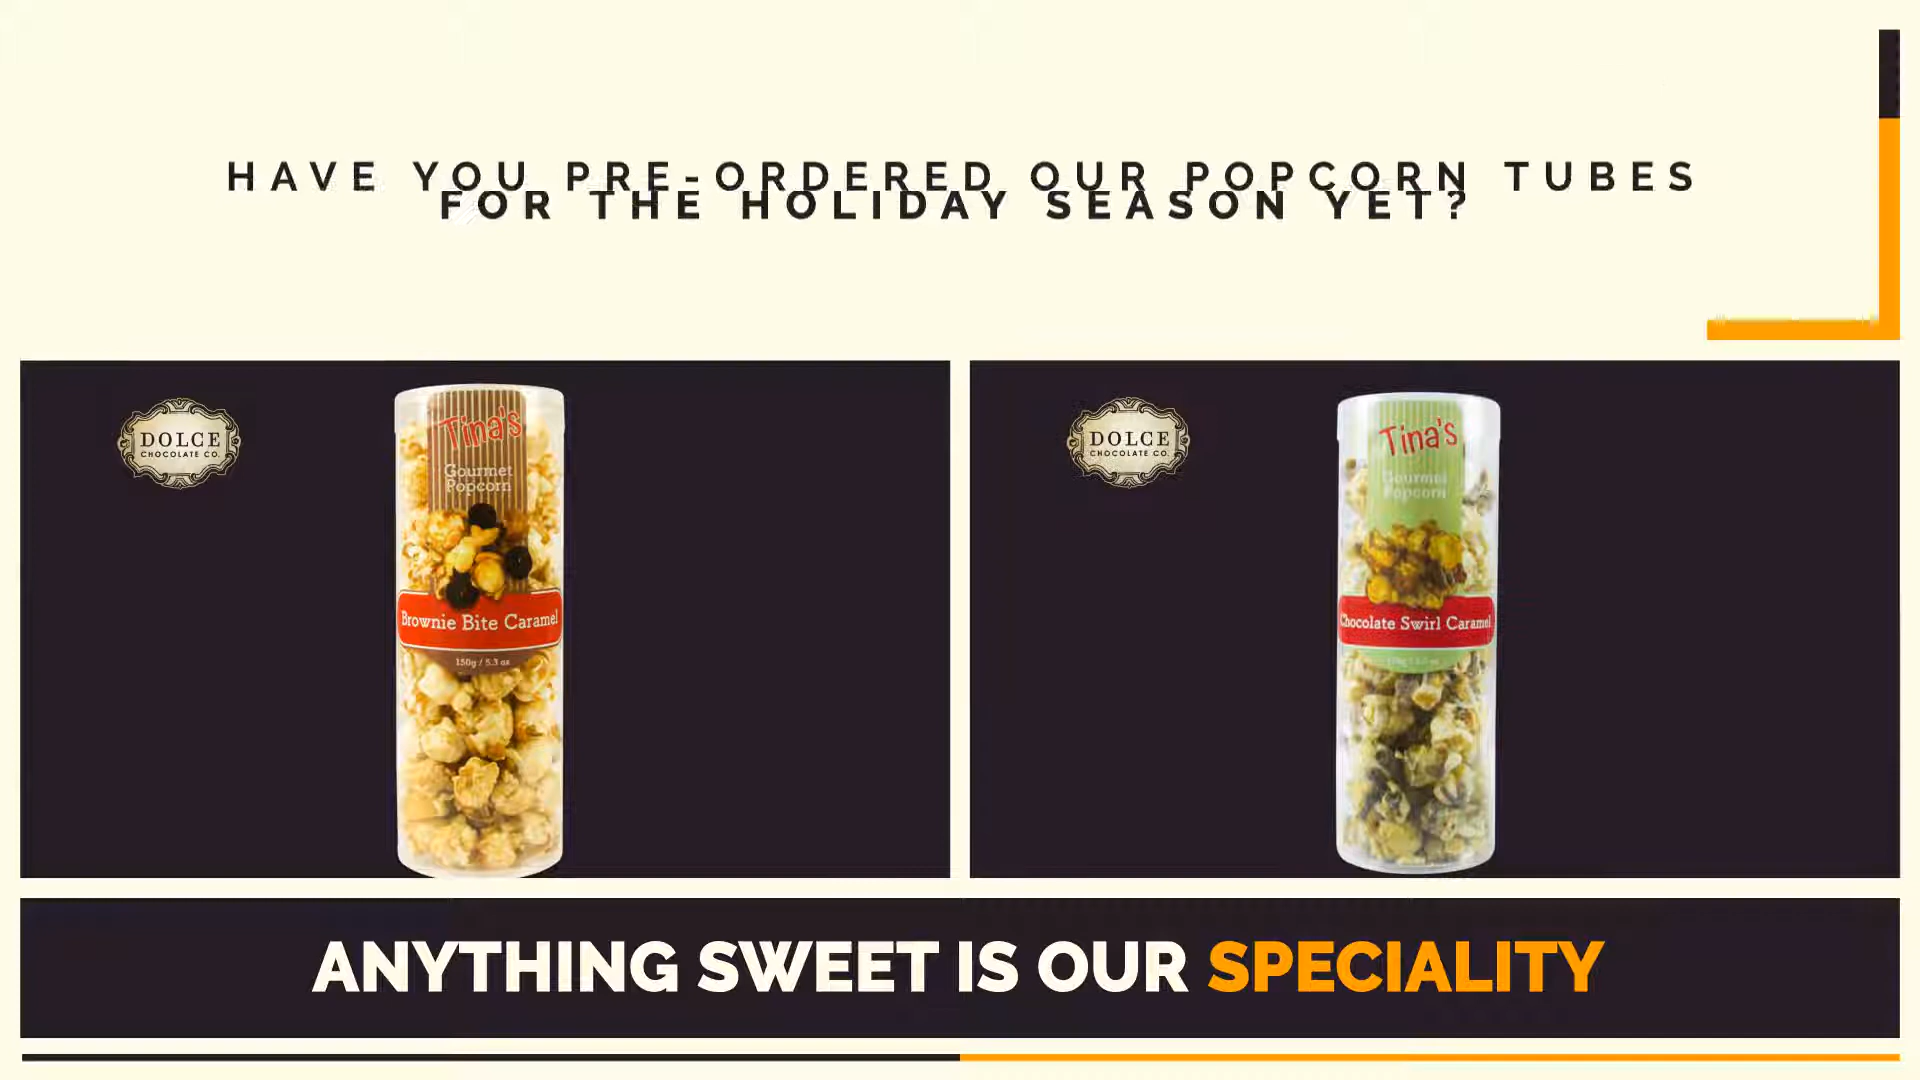 HAVE YOU PRE-ORDERED OUR POPCORN TUBES
FOR THE HOLIDAY SEASON YET?
DOLCE
CHOCOLATE CO.
Tina's
Gourmet
Popcorn
Brownie Bite Caramel
150g / 5.3 oz
DOLCE
CHOCOLATE CO.
Tina's
Gourmet
Popcorn
Chocolate Swirl Caramel
ANYTHING SWEET IS OUR SPECIALITY